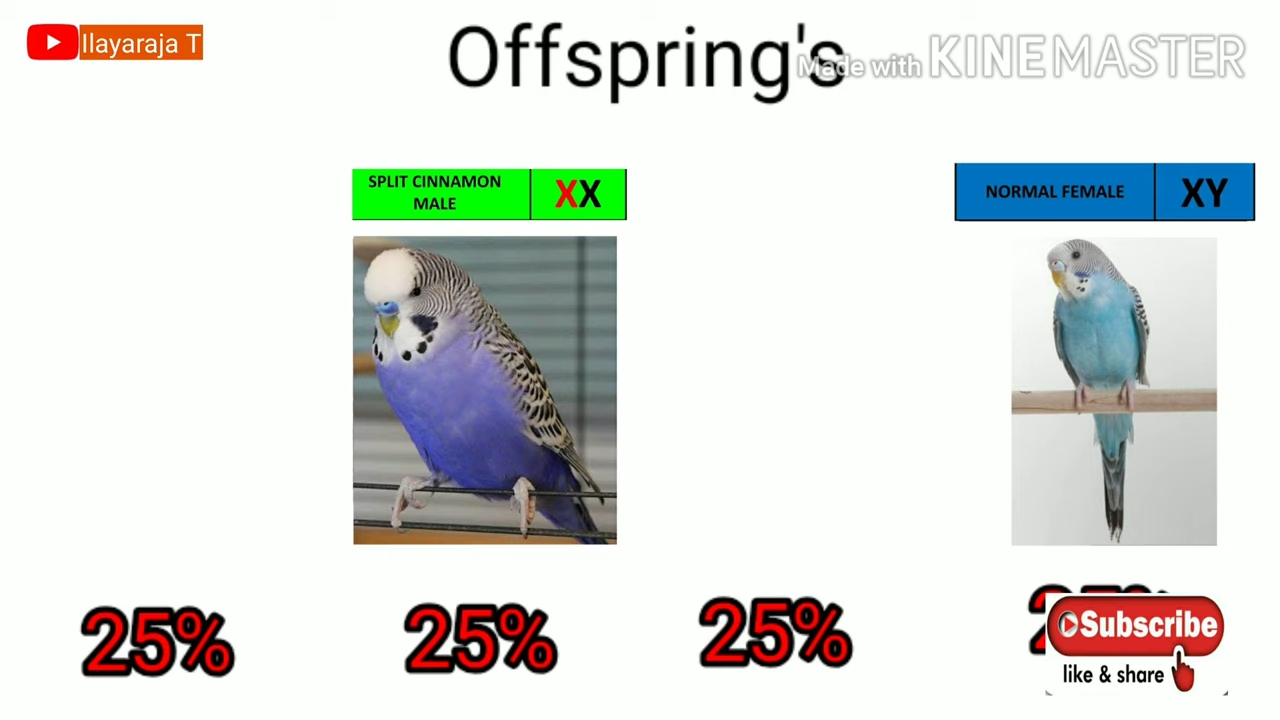 Ilayaraja T
Offspring's
Made with KINEMASTER
SPLIT CINNAMON
MALE
XX
NORMAL FEMALE
XY
25%
25%
25%
Subscribe
like & share